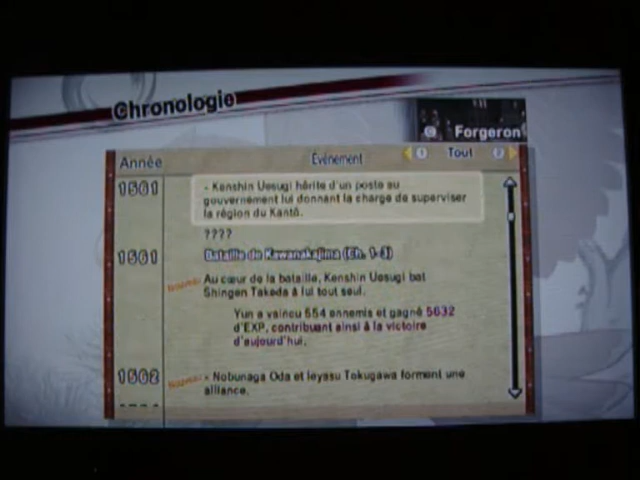 Chronologie
Forgeron
Année
Événement
1 Tout 2
1561
- Kenshin Uesugi hérite d'un poste au
gouvernement lui donnant la charge de superviser
la région du Kantô.
????
1561
Bataille de Kawanakajima (Ch. 1-3)
Au cœur de la bataille, Kenshin Uesugi bat
Shingen Takeda à lui tout seul.
Yun a vaincu 554 ennemis et gagné 5632
d'EXP, contribuant ainsi à la victoire
d'aujourd'hui.
1562
- Nobunaga Oda et Ieyasu Tokugawa forment une
alliance.
----